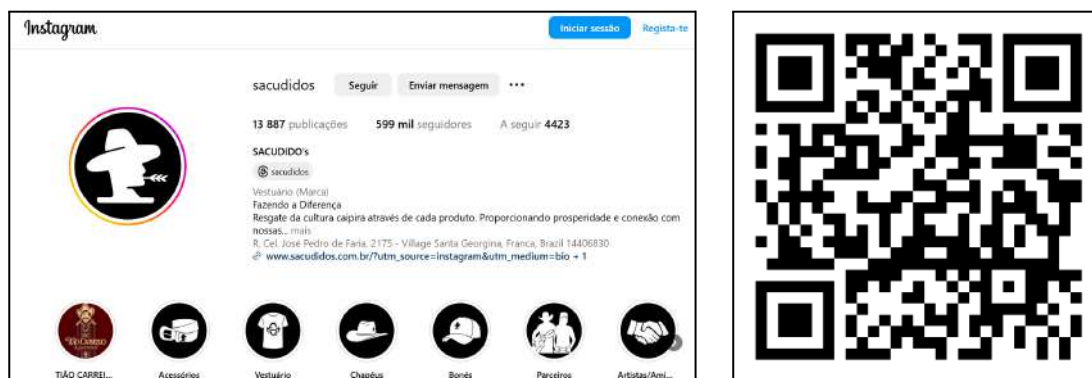 Instagram
Iniciar sessão Regista-te
sacudidos Seguir Enviar mensagem
13 887 publicações 599 mil seguidores A seguir 4423
SACUDIDO's
sacudidos
Vestuário (Marca)
Fazendo a Diferença
Resgate da cultura caipira através de cada produto. Proporcionando prosperidade e conexão com
nossas... mais
R. Cel. José Pedro de Faria, 2175 - Village Santa Georgina, Franca, Brazil 14406830
www.sacudidos.com.br/?utm_source=instagram&utm_medium=bio + 1
TIÃO CARREI... Acessórios Vestuário Chapéus Bonés Parceiros Artistas/Ami...